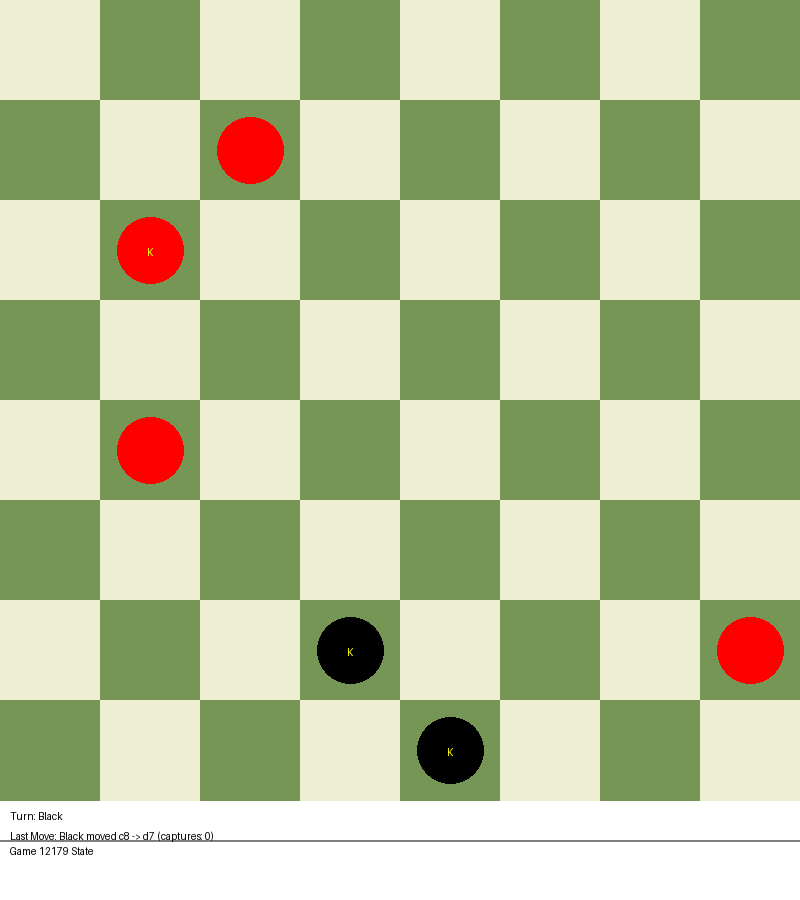 K
K
K
Turn: Black
Last Move: Black moved c8 -> d7 (captures: 0)
Game 12179 State